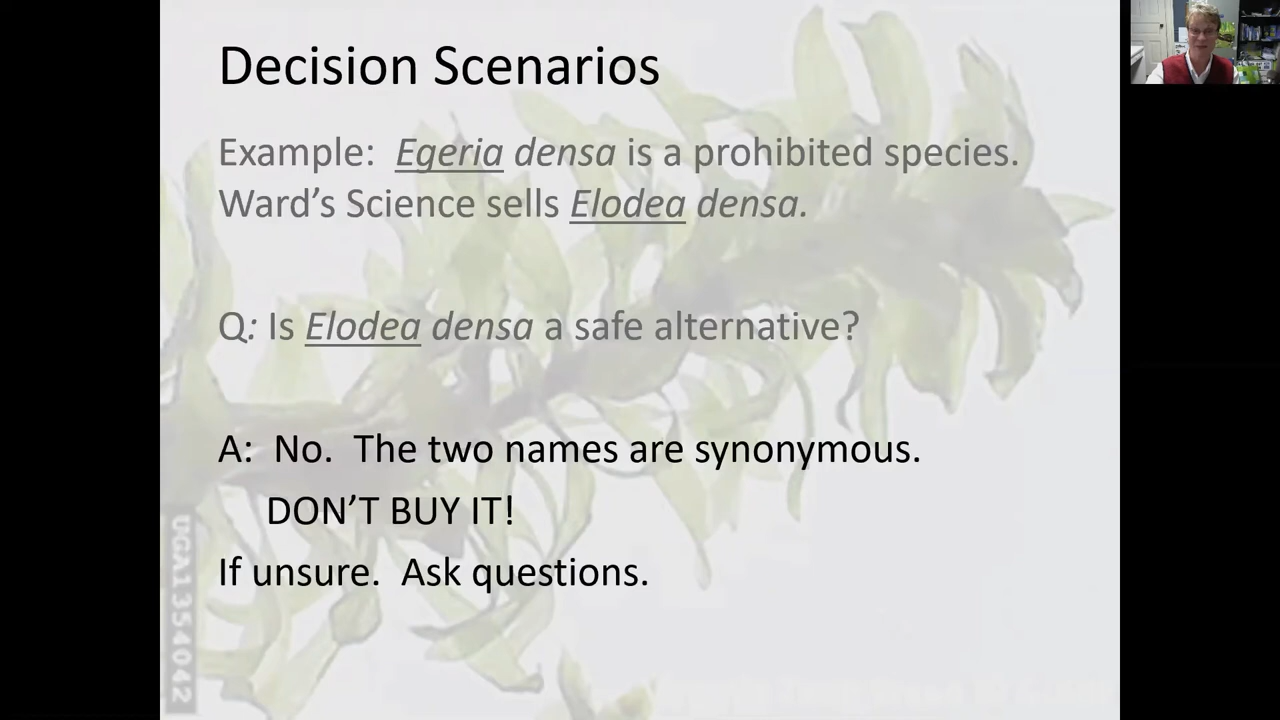 Decision Scenarios
Example: Egeria densa is a prohibited species.
Ward’s Science sells Elodea densa.
Q: Is Elodea densa a safe alternative?
A: No. The two names are synonymous.
DON’T BUY IT!
If unsure. Ask questions.
UGA1354042